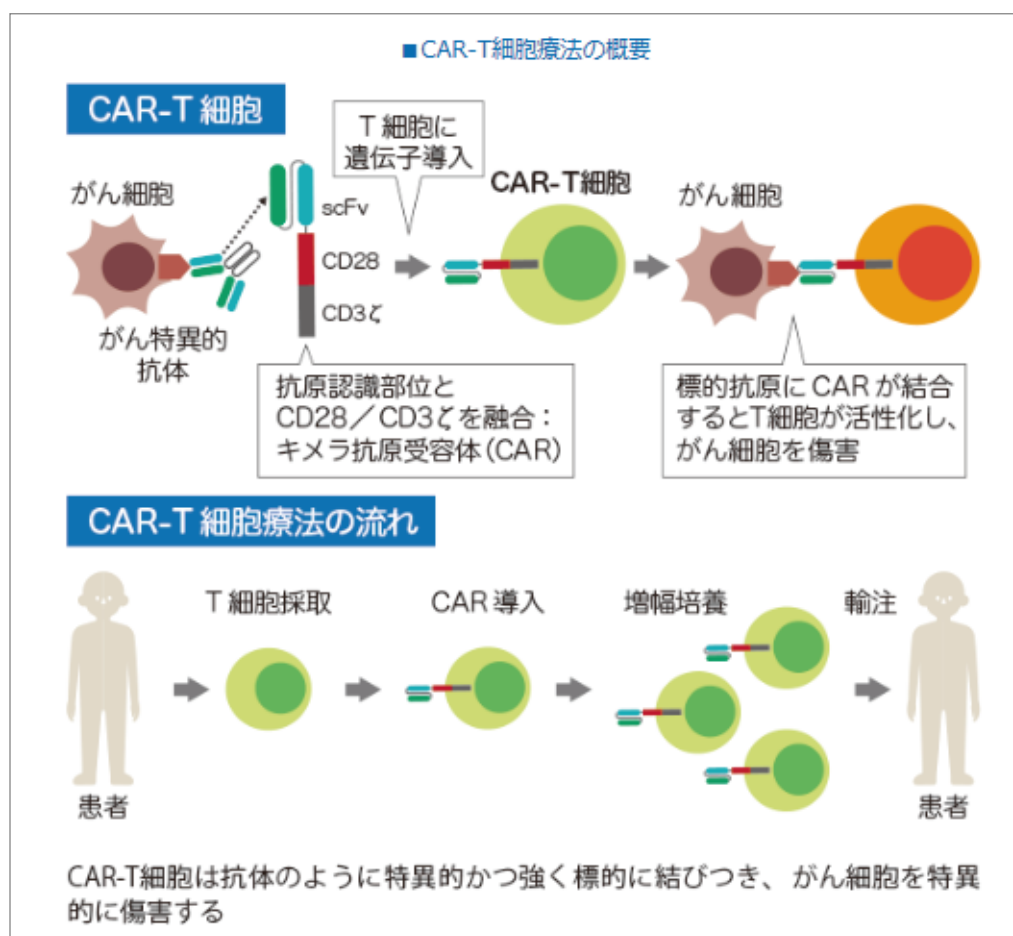 ■CAR-T細胞療法の概要
CAR-T 細胞
T 細胞に
遺伝子導入
がん細胞
scFv
CD28
CD3ζ
がん特異的
抗体
CAR-T細胞
がん細胞
抗原認識部位と
CD28／CD3ζを融合：
キメラ抗原受容体(CAR)
標的抗原に CAR が結合
するとT細胞が活性化し、
がん細胞を傷害
CAR-T 細胞療法の流れ
T 細胞採取
CAR 導入
増幅培養
輸注
患者
患者
CAR-T細胞は抗体のように特異的かつ強く標的に結びつき、がん細胞を特異
的に傷害する